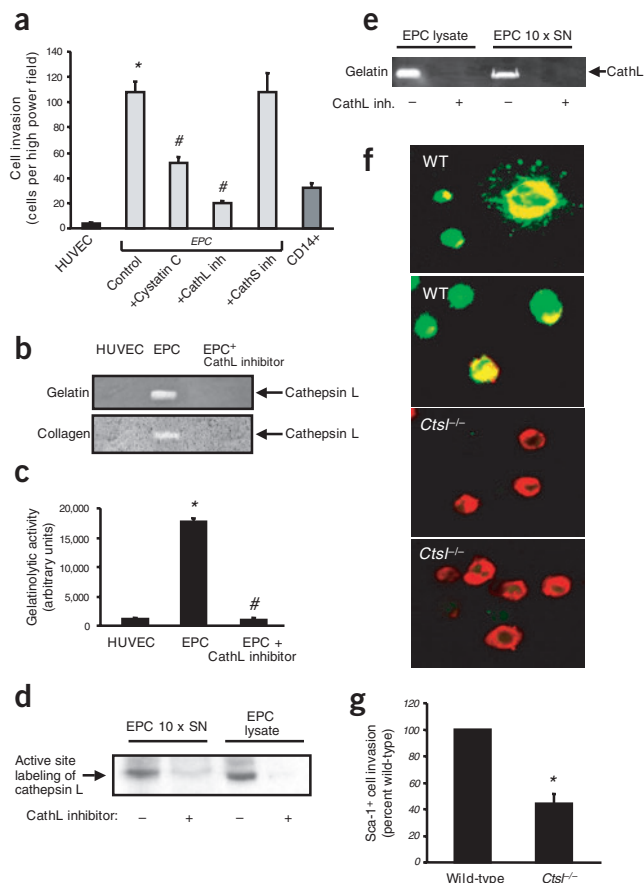 a
140
120
100
80
60
40
20
0
Cell invasion
(cells per high power field)
*
#
#
HUVEC
Control
+Cystatin C
+CathL inh
+CathS inh
CD14+
EPC
b
HUVEC EPC EPC+
CathL inhibitor
Gelatin Cathepsin L
Collagen Cathepsin L
c
20,000
15,000
10,000
5,000
0
Gelatinolytic activity
(arbitrary units)
*
#
HUVEC EPC EPC +
CathL inhibitor
d
EPC 10 x SN EPC
lysate
Active site
labeling of
cathepsin L
CathL inhibitor: – + – +
e
EPC lysate EPC 10 x SN
Gelatin CathL
CathL inh. – + – +
f
WT
WT
Ctsl–/–
Ctsl–/–
g
120
100
80
60
40
20
0
Sca-1+ cell invasion
(percent wild-type)
*
Wild-type Ctsl–/–